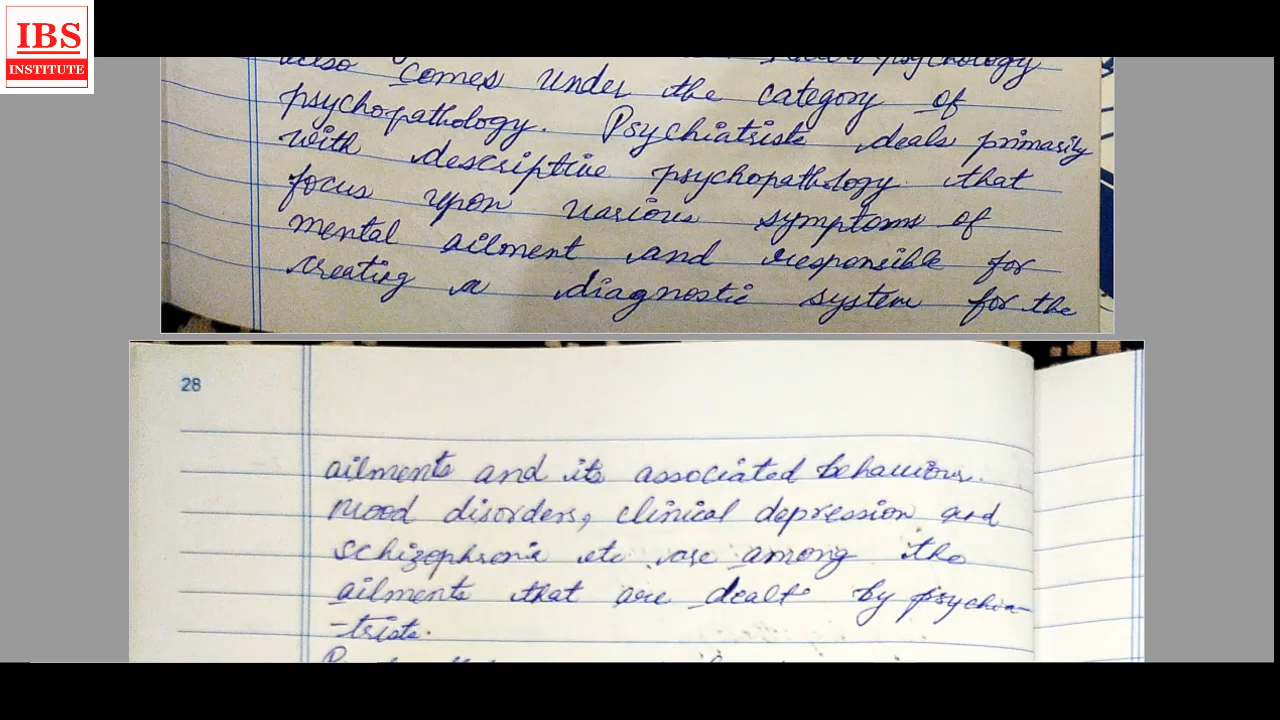 IBS
INSTITUTE
also comes under the category of
psychopathology. Psychiatrists deals primarily
with descriptive psychopathology that
focus upon various symptoms of
mental ailment and responsible for
creating a diagnostic system for the
28
ailments and its associated behaviour.
Mood disorders, clinical depression and
schizophronia etc are among the
ailments that are dealt by psychia-
-trists.